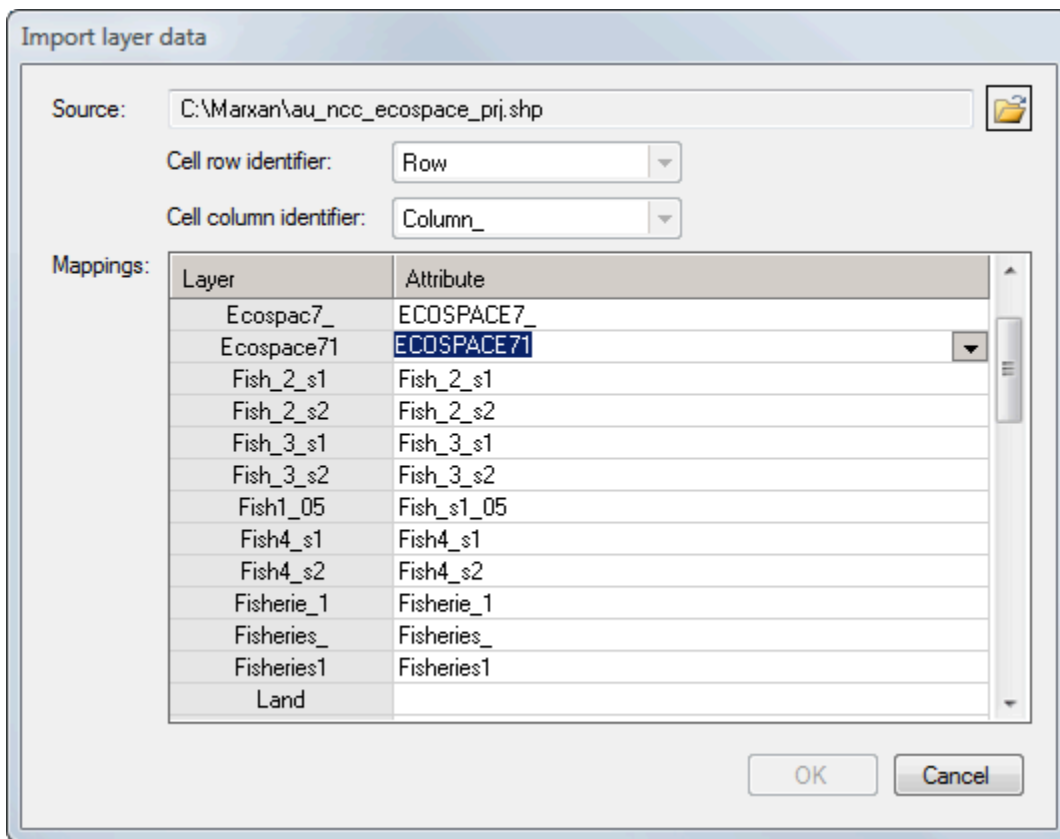 Import layer data
Source: C:\Marxan\au_ncc_ecospace_prj.shp
Cell row identifier: Row
Cell column identifier: Column_
Mappings:
Layer Attribute
Ecospac7_ ECOSPACE7_
Ecospace71 ECOSPACE71
Fish_2_s1 Fish_2_s1
Fish_2_s2 Fish_2_s2
Fish_3_s1 Fish_3_s1
Fish_3_s2 Fish_3_s2
Fish1_05 Fish_s1_05
Fish4_s1 Fish4_s1
Fish4_s2 Fish4_s2
Fisherie_1 Fisherie_1
Fisheries_ Fisheries_
Fisheries1 Fisheries1
Land
OK Cancel